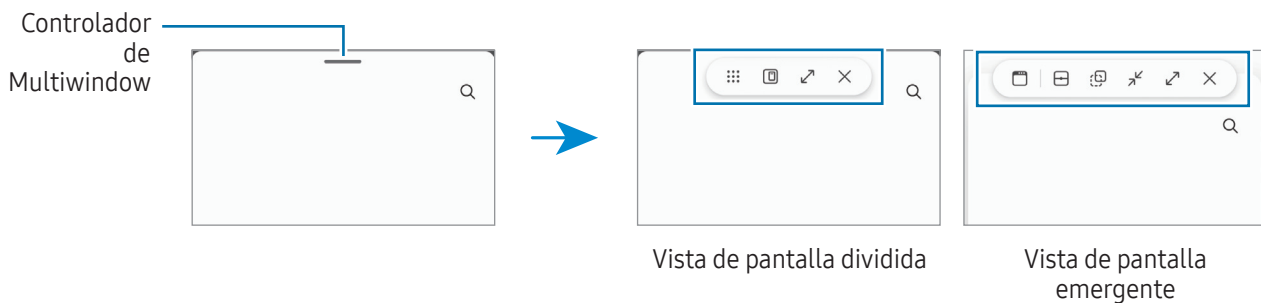 Controlador
de
Multiwindow
Vista de pantalla dividida
Vista de pantalla
emergente